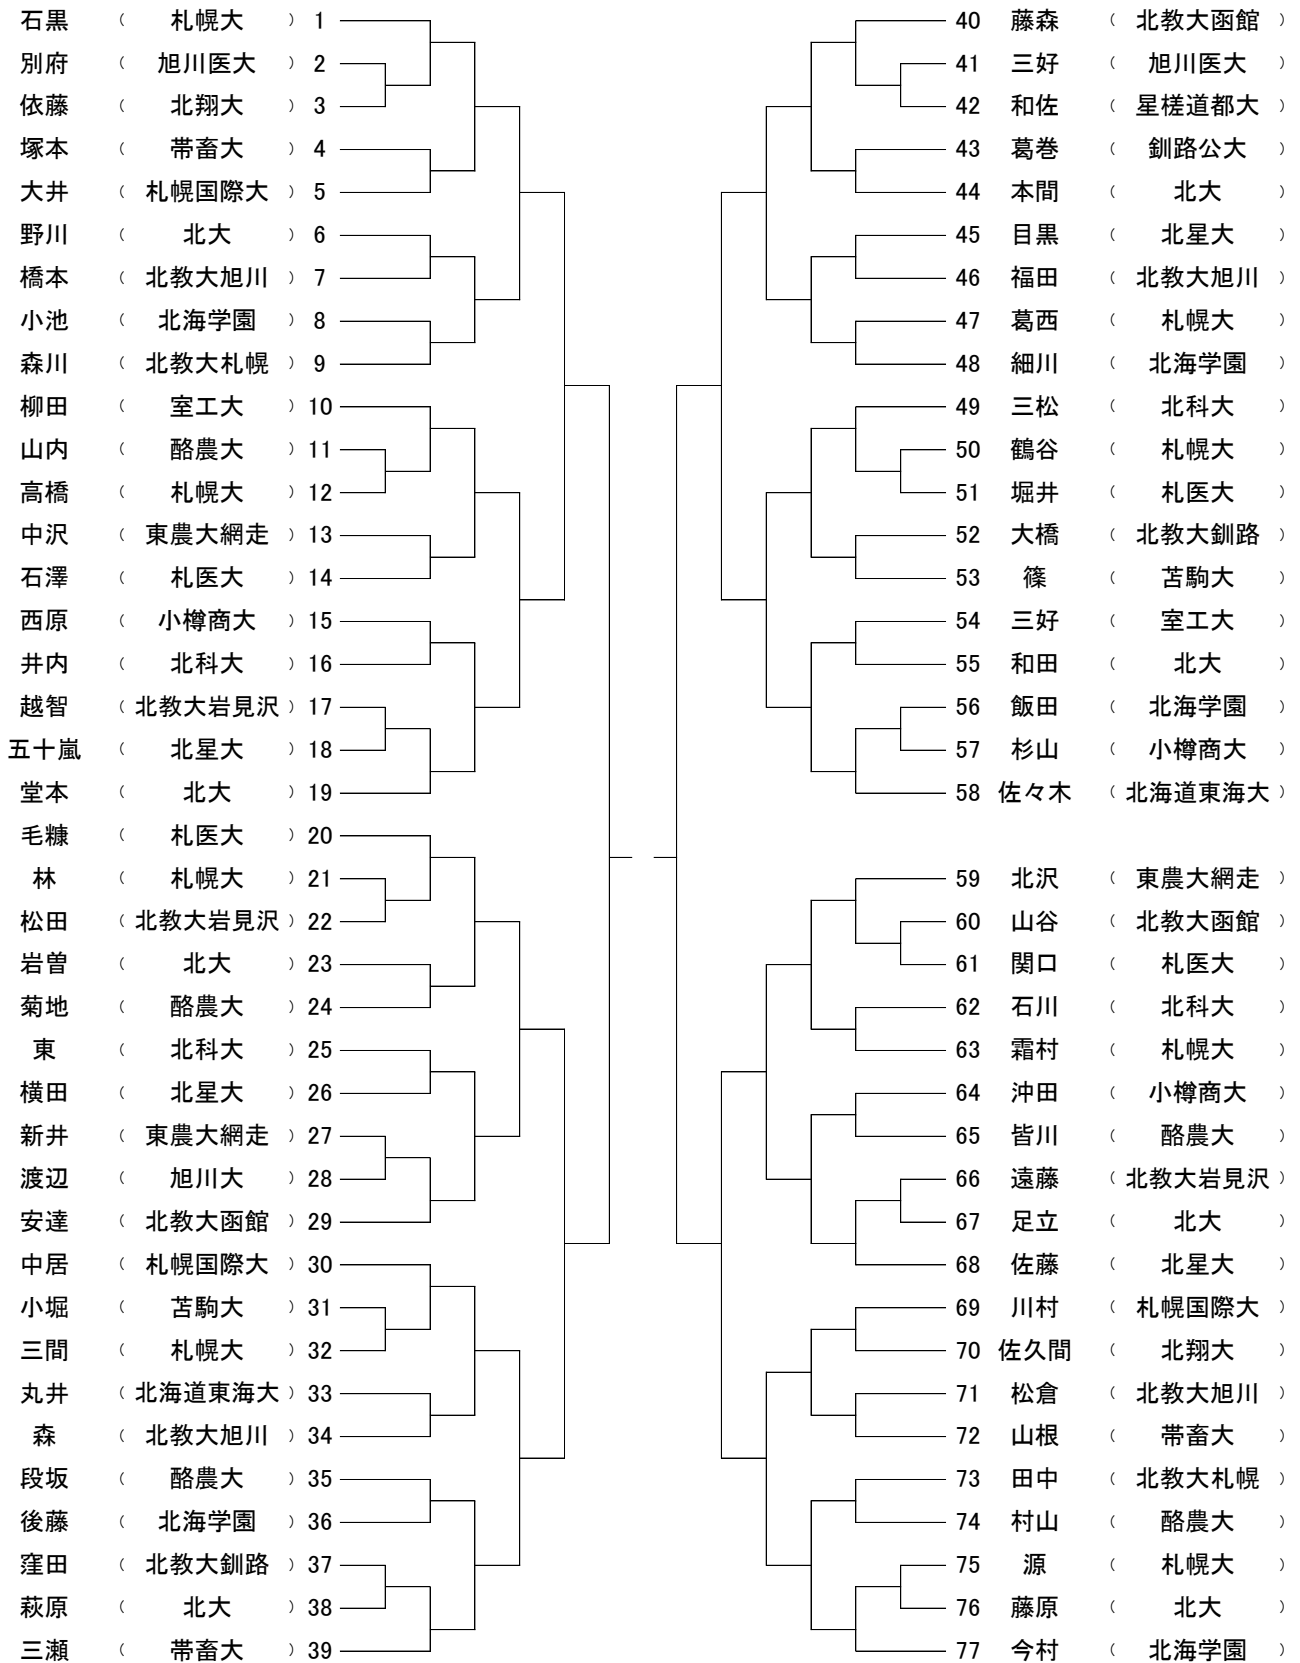 石黒 （ 札幌大 ） 1
別府 （ 旭川医大 ） 2
依藤 （ 北翔大 ） 3
塚本 （ 帯畜大 ） 4
大井 （ 札幌国際大 ） 5
野川 （ 北大 ） 6
橋本 （ 北教大旭川 ） 7
小池 （ 北海学園 ） 8
森川 （ 北教大札幌 ） 9
柳田 （ 室工大 ） 10
山内 （ 酪農大 ） 11
高橋 （ 札幌大 ） 12
中沢 （ 東農大網走 ） 13
石澤 （ 札医大 ） 14
西原 （ 小樽商大 ） 15
井内 （ 北科大 ） 16
越智 （ 北教大岩見沢 ） 17
五十嵐 （ 北星大 ） 18
堂本 （ 北大 ） 19
毛糠 （ 札医大 ） 20
林 （ 札幌大 ） 21
松田 （ 北教大岩見沢 ） 22
岩曽 （ 北大 ） 23
菊地 （ 酪農大 ） 24
東 （ 北科大 ） 25
横田 （ 北星大 ） 26
新井 （ 東農大網走 ） 27
渡辺 （ 旭川大 ） 28
安達 （ 北教大函館 ） 29
中居 （ 札幌国際大 ） 30
小堀 （ 苫駒大 ） 31
三間 （ 札幌大 ） 32
丸井 （ 北海道東海大 ） 33
森 （ 北教大旭川 ） 34
段坂 （ 酪農大 ） 35
後藤 （ 北海学園 ） 36
窪田 （ 北教大釧路 ） 37
萩原 （ 北大 ） 38
三瀬 （ 帯畜大 ） 39
40 藤森 （ 北教大函館 ）
41 三好 （ 旭川医大 ）
42 和佐 （ 星槎道都大 ）
43 葛巻 （ 釧路公大 ）
44 本間 （ 北大 ）
45 目黒 （ 北星大 ）
46 福田 （ 北教大旭川 ）
47 葛西 （ 札幌大 ）
48 細川 （ 北海学園 ）
49 三松 （ 北科大 ）
50 鶴谷 （ 札幌大 ）
51 堀井 （ 札医大 ）
52 大橋 （ 北教大釧路 ）
53 篠 （ 苫駒大 ）
54 三好 （ 室工大 ）
55 和田 （ 北大 ）
56 飯田 （ 北海学園 ）
57 杉山 （ 小樽商大 ）
58 佐々木 （ 北海道東海大 ）
59 北沢 （ 東農大網走 ）
60 山谷 （ 北教大函館 ）
61 関口 （ 札医大 ）
62 石川 （ 北科大 ）
63 霜村 （ 札幌大 ）
64 沖田 （ 小樽商大 ）
65 皆川 （ 酪農大 ）
66 遠藤 （ 北教大岩見沢 ）
67 足立 （ 北大 ）
68 佐藤 （ 北星大 ）
69 川村 （ 札幌国際大 ）
70 佐久間 （ 北翔大 ）
71 松倉 （ 北教大旭川 ）
72 山根 （ 帯畜大 ）
73 田中 （ 北教大札幌 ）
74 村山 （ 酪農大 ）
75 源 （ 札幌大 ）
76 藤原 （ 北大 ）
77 今村 （ 北海学園 ）